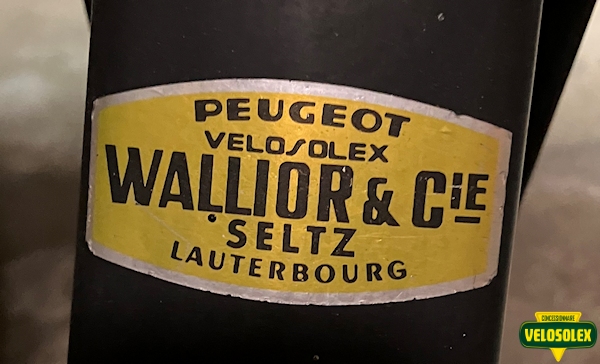 PEUGEOT
VELOSOLEX
WALLIOR & CIE
SELTZ
LAUTERBOURG
CONCESSIONNAIRE
VELOSOLEX